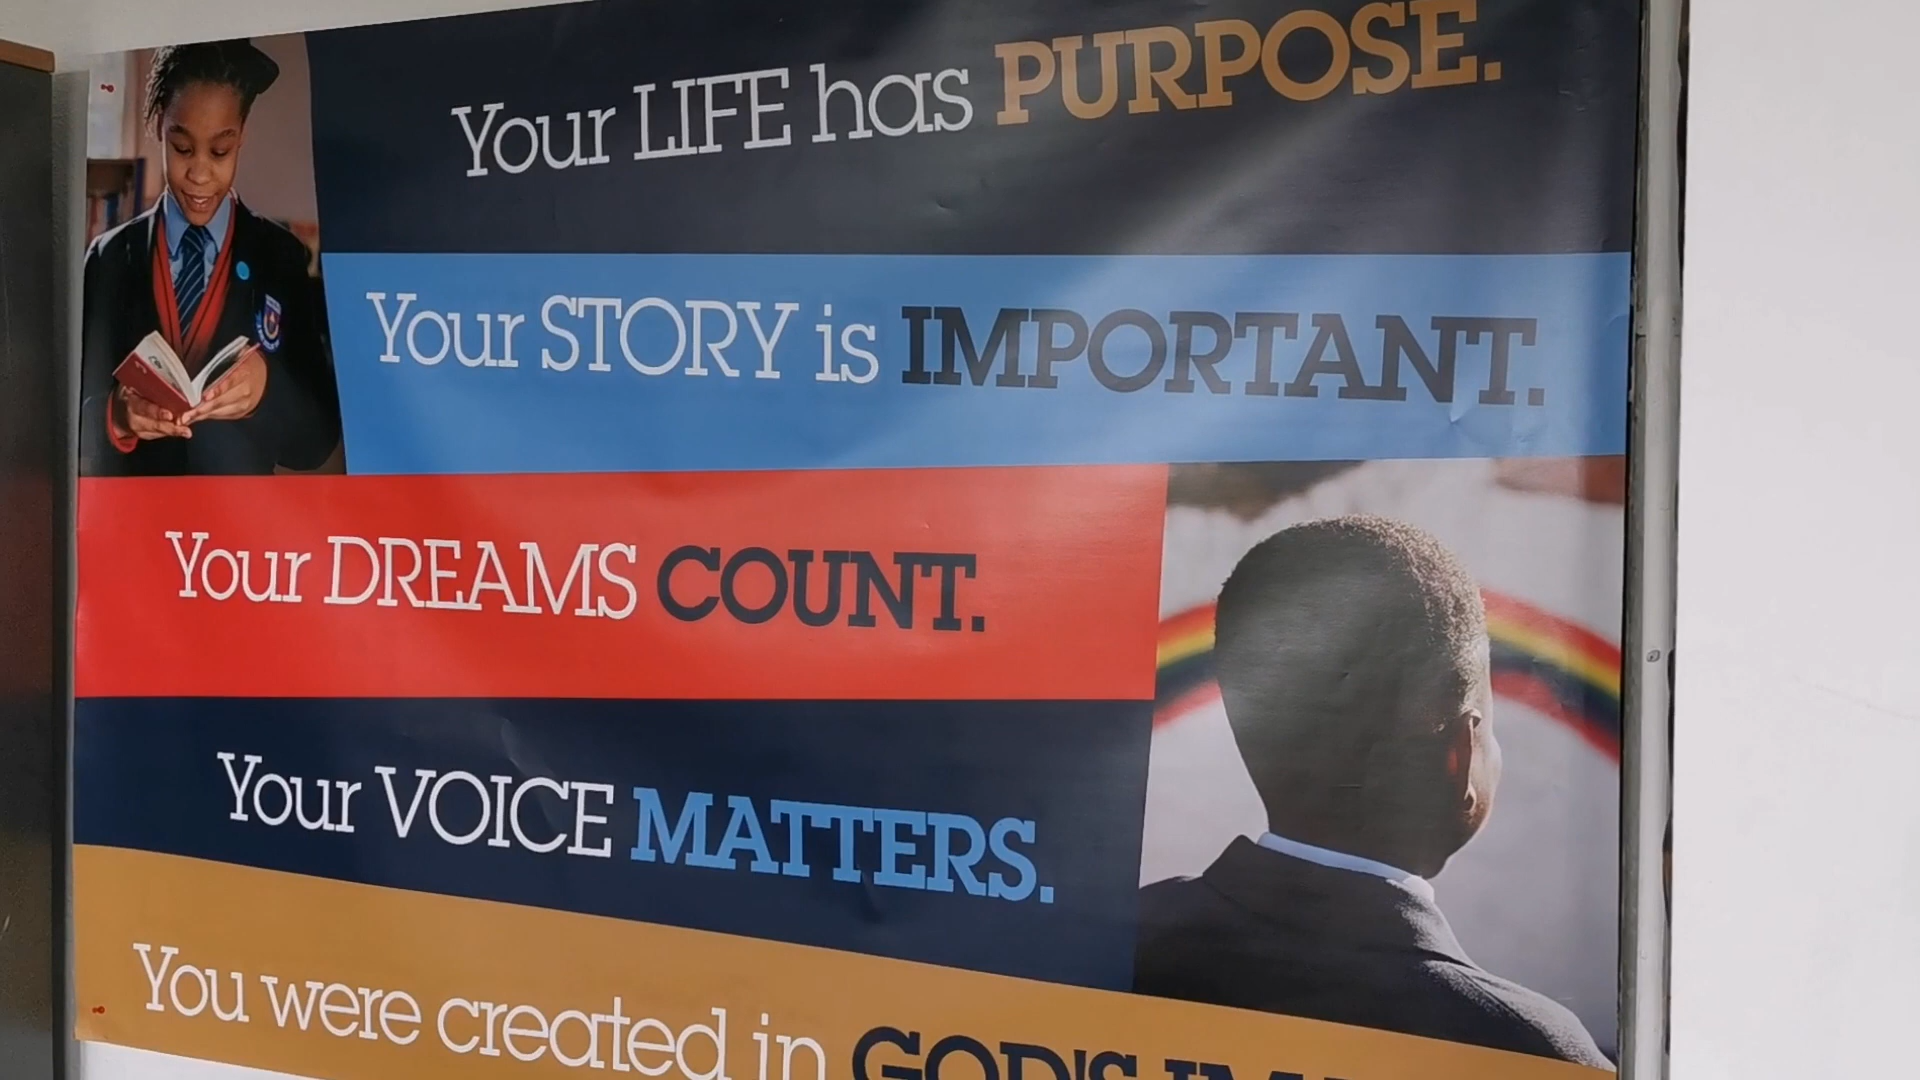 Your LIFE has PURPOSE.
Your STORY is IMPORTANT.
Your DREAMS COUNT.
Your VOICE MATTERS.
You were created in GOD'S